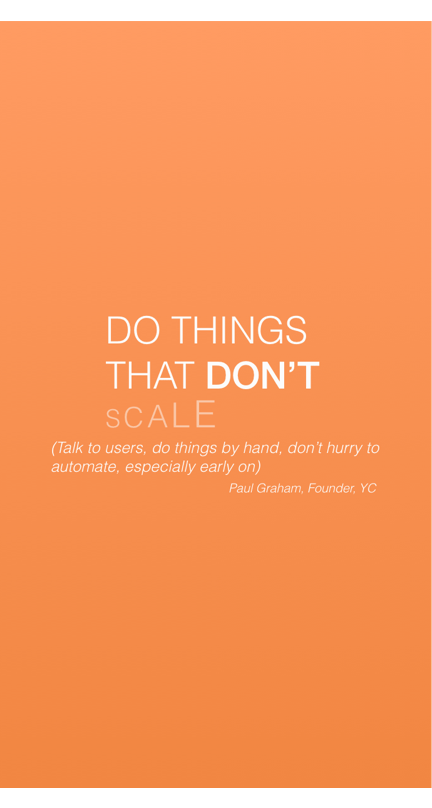 DO THINGS
THAT DON’T
SCALE
(Talk to users, do things by hand, don’t hurry to
automate, especially early on)
Paul Graham, Founder, YC